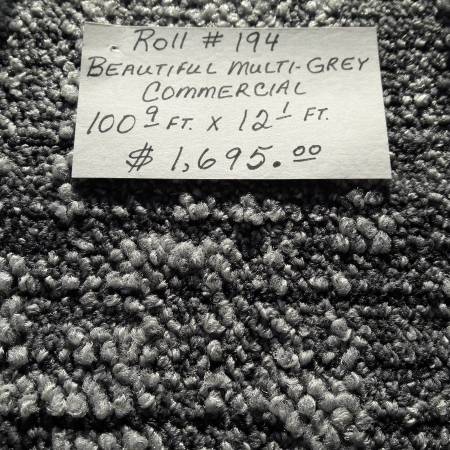 Roll # 194
BEAUTIFUL MULTI-GREY
COMMERCIAL
100 9 FT. X 12 1 FT.
$ 1,695.00